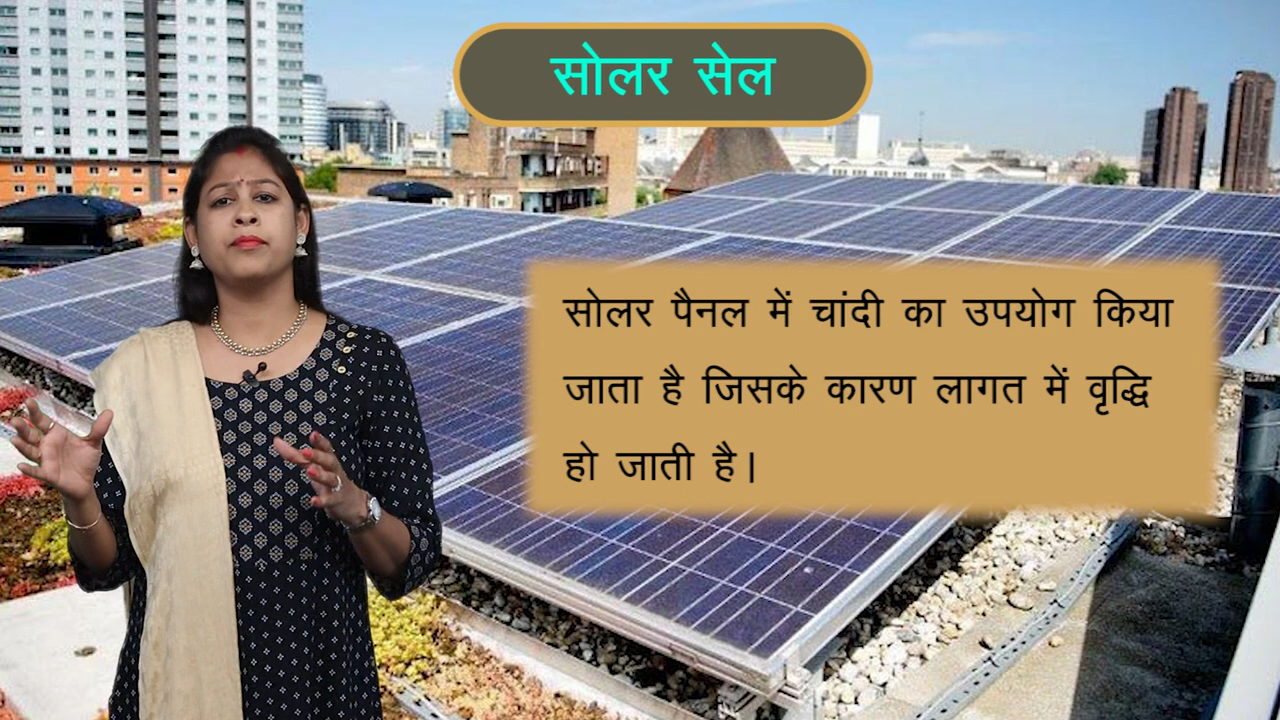 सोलर सेल
सोलर पैनल में चांदी का उपयोग किया
जाता है जिसके कारण लागत में वृद्धि
हो जाती है।